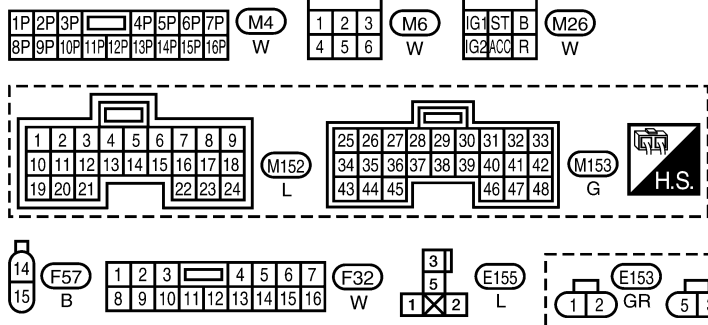 1P 2P 3P 4P 5P 6P 7P
8P 9P 10P 11P 12P 13P 14P 15P 16P
M4
W
1 2 3
4 5 6
M6
W
IG1 ST B
IG2 ACC R
M26
W
1 2 3 4 5 6 7 8 9
10 11 12 13 14 15 16 17 18
19 20 21 22 23 24
M152
L
25 26 27 28 29 30 31 32 33
34 35 36 37 38 39 40 41 42
43 44 45 46 47 48
M153
G
H.S.
14
15
F57
B
1 2 3 4 5 6 7
8 9 10 11 12 13 14 15 16
F32
W
3
5
1 2
E155
L
1 2
E153
GR
5